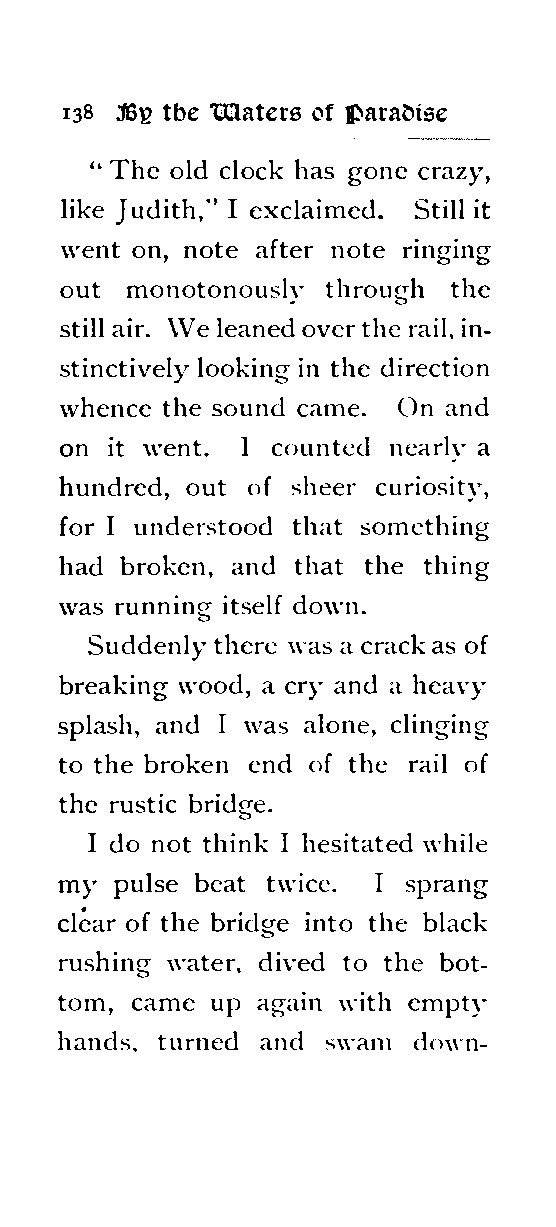 138 By the Waters of Paradise
“ The old clock has gone crazy,
like Judith,” I exclaimed. Still it
went on, note after note ringing
out monotonously through the
still air. We leaned over the rail, in-
stinctively looking in the direction
whence the sound came. On and
on it went. I counted nearly a
hundred, out of sheer curiosity,
for I understood that something
had broken, and that the thing
was running itself down.
Suddenly there was a crack as of
breaking wood, a cry and a heavy
splash, and I was alone, clinging
to the broken end of the rail of
the rustic bridge.
I do not think I hesitated while
my pulse beat twice. I sprang
clear of the bridge into the black
rushing water, dived to the bot-
tom, came up again with empty
hands, turned and swam down-